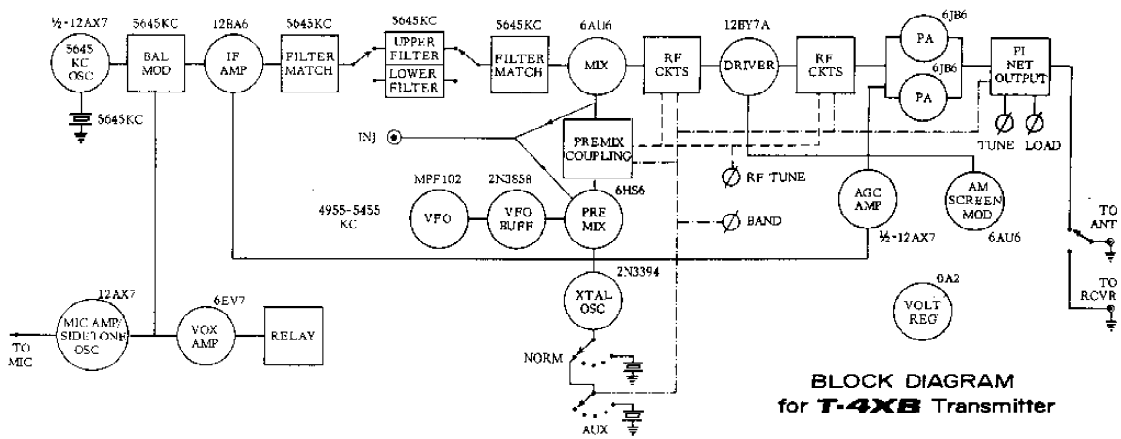 ½-12AX7
5645KC
12BA6
5645KC
5645KC
5645KC
6AU6
12BY7A
6JB6
5645
KC
OSC
BAL
MOD
IF
AMP
FILTER
MATCH
UPPER
FILTER
LOWER
FILTER
FILTER
MATCH
MIX
RF
CKTS
DRIVER
RF
CKTS
PA
6JB6
PA
PI
NET
OUTPUT
5645KC
INJ
PREMIX
COUPLING
TUNE
LOAD
RF TUNE
MPF102
2N3858
6HS6
4955-5455
KC
VFO
VFO
BUFF
PRE
MIX
BAND
AGC
AMP
AM
SCREEN
MOD
½-12AX7
6AU6
TO
ANT
TO
RCVR
2N3394
XTAL
OSC
0A2
VOLT
REG
12AX7
6EV7
MIC AMP/
SIDETONE
OSC
VOX
AMP
RELAY
TO
MIC
NORM
AUX
BLOCK DIAGRAM
for T-4XB Transmitter